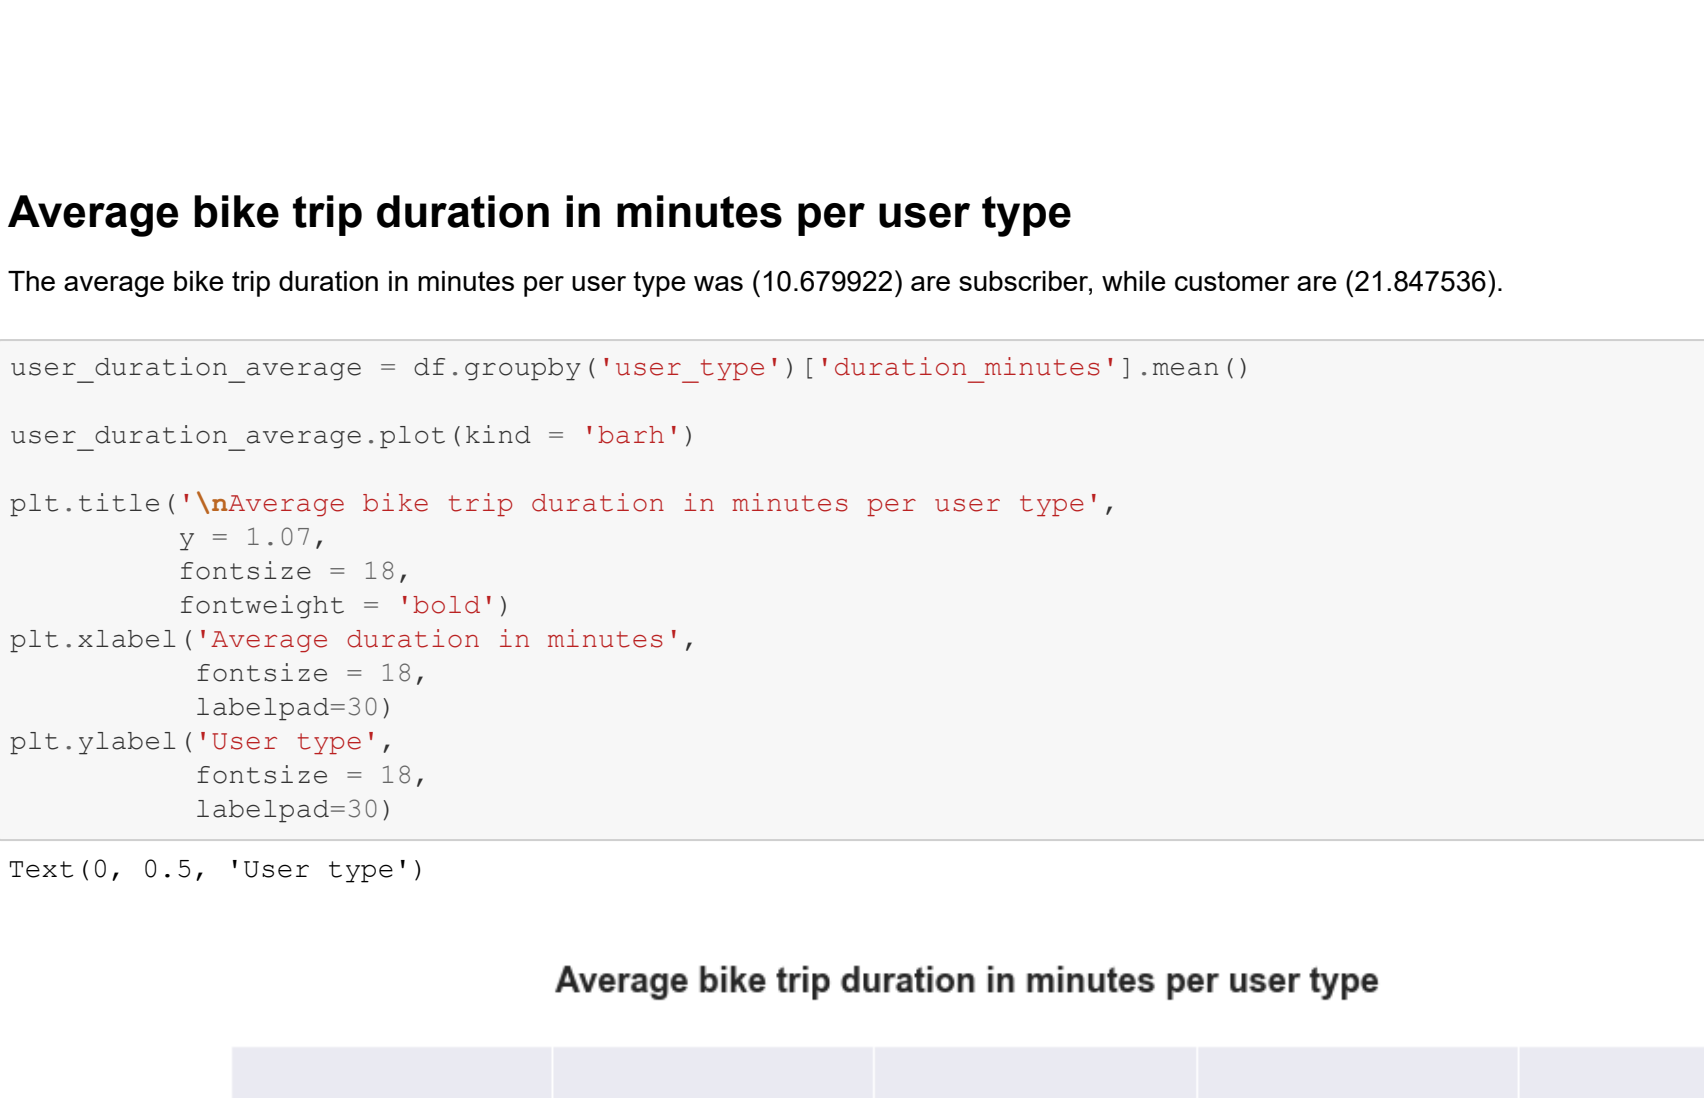 Average bike trip duration in minutes per user type
The average bike trip duration in minutes per user type was (10.679922) are subscriber, while customer are (21.847536).
user_duration_average = df.groupby('user_type')['duration_minutes'].mean()
user_duration_average.plot(kind = 'barh')
plt.title('\nAverage bike trip duration in minutes per user type',
          y = 1.07,
          fontsize = 18,
          fontweight = 'bold')
plt.xlabel('Average duration in minutes',
           fontsize = 18,
           labelpad=30)
plt.ylabel('User type',
           fontsize = 18,
           labelpad=30)
Text(0, 0.5, 'User type')
Average bike trip duration in minutes per user type